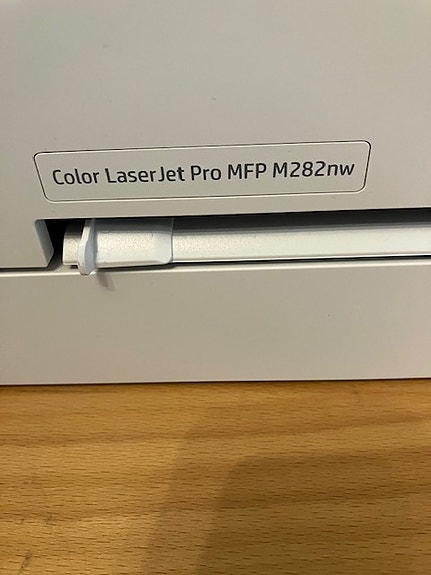 Color LaserJet Pro MFP M282nw